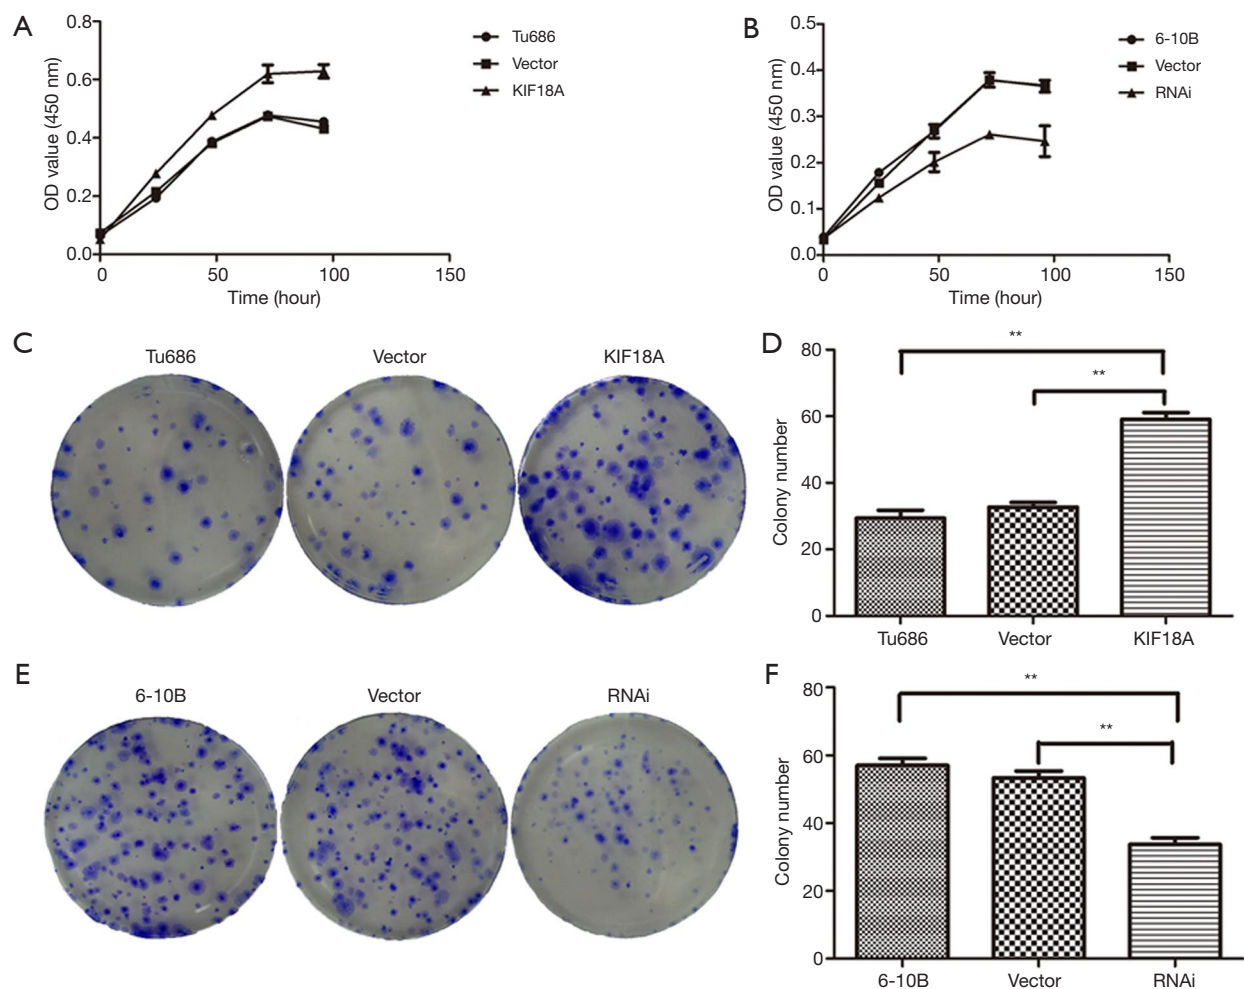 A
0.8
0.6
0.4
0.2
0.0
OD value (450 nm)
0 50 100 150
Time (hour)
Tu686
Vector
KIF18A
B
0.5
0.4
0.3
0.2
0.1
0.0
OD value (450 nm)
0 50 100 150
Time (hour)
6-10B
Vector
RNAi
C
Tu686 Vector KIF18A
D
80
60
40
20
0
Colony number
**
**
Tu686 Vector KIF18A
E
6-10B Vector RNAi
F
80
60
40
20
0
Colony number
**
**
6-10B Vector RNAi